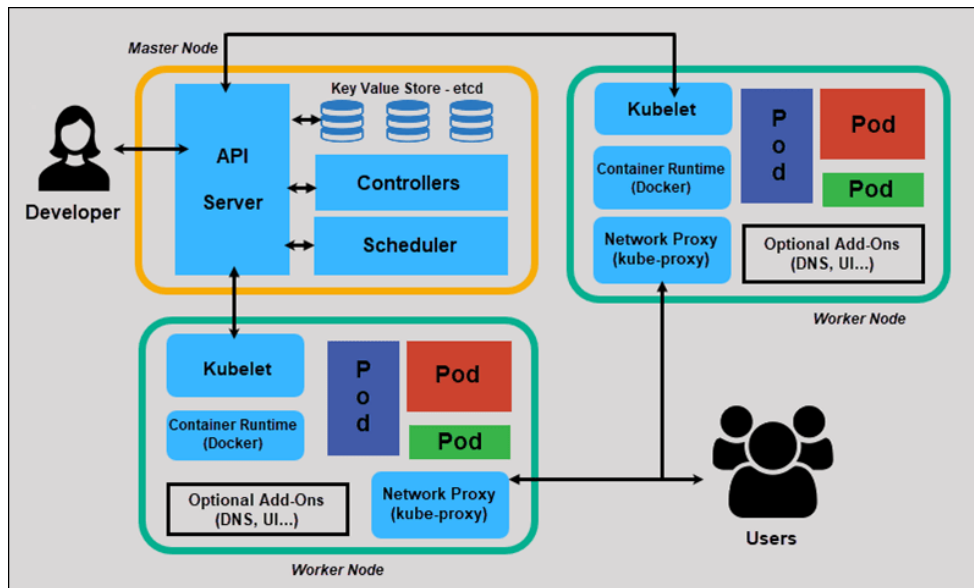 Master Node
Key Value Store - etcd
API
Server
Controllers
Scheduler
Developer
Kubelet
Container Runtime
(Docker)
Network Proxy
(kube-proxy)
P
o
d
Pod
Pod
Optional Add-Ons
(DNS, UI...)
Worker Node
Kubelet
Container Runtime
(Docker)
P
o
d
Pod
Pod
Optional Add-Ons
(DNS, UI...)
Network Proxy
(kube-proxy)
Worker Node
Users